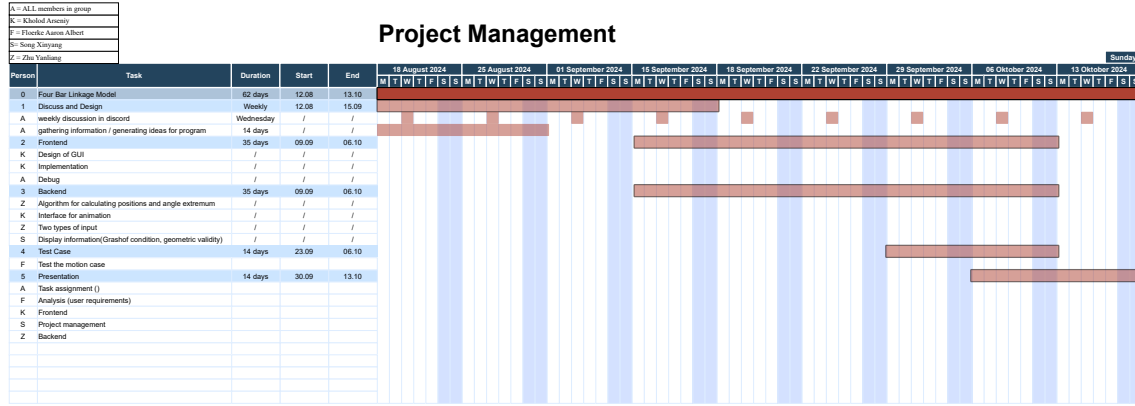 A = ALL members in group
K = Kholod Arseniy
F = Floerke Aaron Albert
S= Song Xinyang
Z = Zhu Yanliang
Project Management
Sunday
Person Task Duration Start End 18 August 2024 25 August 2024 01 September 2024 15 September 2024 18 September 2024 22 September 2024 29 September 2024 06 Oktober 2024 13 Oktober 2024
M T W T F S S M T W T F S S M T W T F S S M T W T F S S M T W T F S S M T W T F S S M T W T F S S M T W T F S S M T W T F S S
0 Four Bar Linkage Model 62 days 12.08 13.10
1 Discuss and Design Weekly 12.08 15.09
A weekly discussion in discord Wednesday / /
A gathering information / generating ideas for program 14 days / /
2 Frontend 35 days 09.09 06.10
K Design of GUI / / /
K Implementation / / /
A Debug / / /
3 Backend 35 days 09.09 06.10
Z Algorithm for calculating positions and angle extremum / / /
K Interface for animation / / /
Z Two types of input / / /
S Display information(Grashof condition, geometric validity) / / /
4 Test Case 14 days 23.09 06.10
F Test the motion case
5 Presentation 14 days 30.09 13.10
A Task assignment ()
F Analysis (user requirements)
K Frontend
S Project management
Z Backend